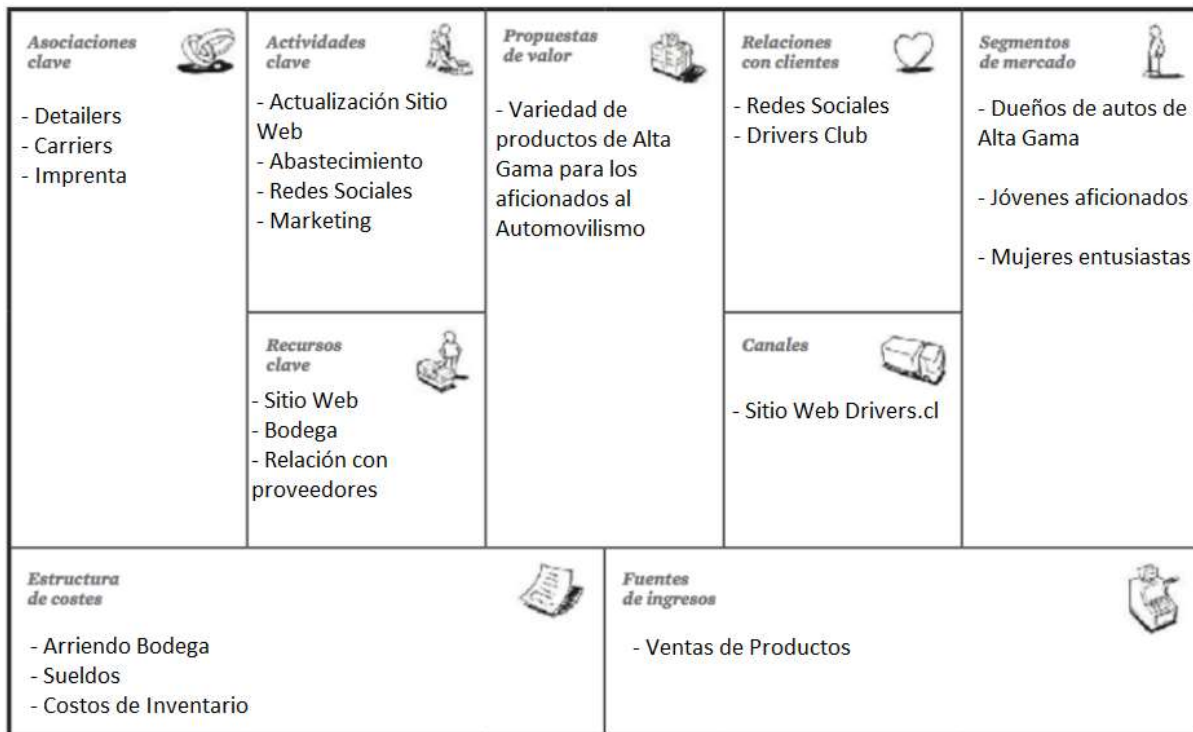 Asociaciones
clave
- Detailers
- Carriers
- Imprenta
Actividades
clave
- Actualización Sitio
Web
- Abastecimiento
- Redes Sociales
- Marketing
Recursos
clave
- Sitio Web
- Bodega
- Relación con
proveedores
Propuestas
de valor
- Variedad de
productos de Alta
Gama para los
aficionados al
Automovilismo
Relaciones
con clientes
- Redes Sociales
- Drivers Club
Canales
- Sitio Web Drivers.cl
Segmentos
de mercado
- Dueños de autos de
Alta Gama
- Jóvenes aficionados
- Mujeres entusiastas
Estructura
de costes
- Arriendo Bodega
- Sueldos
- Costos de Inventario
Fuentes
de ingresos
- Ventas de Productos